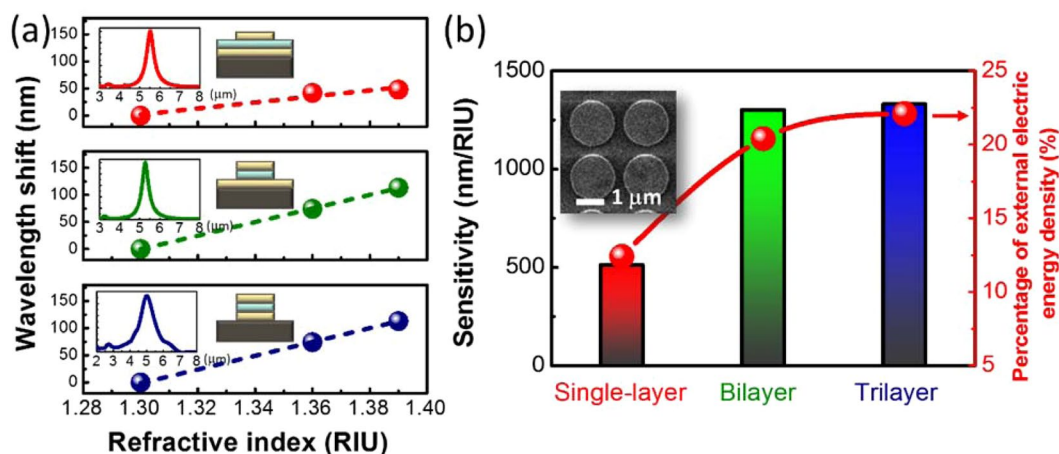 (a)
Wavelength shift (nm)
150
100
50
0
3 4 5 6 7 8 (μm)
150
100
50
0
3 4 5 6 7 8 (μm)
150
100
50
0
2 3 4 5 6 7 8 (μm)
1.28 1.30 1.32 1.34 1.36 1.38 1.40
Refractive index (RIU)
(b)
Sensitivity (nm/RIU)
1500
1000
500
0
1 μm
Single-layer Bilayer Trilayer
25
20
15
10
5
Percentage of external electric
energy density (%)